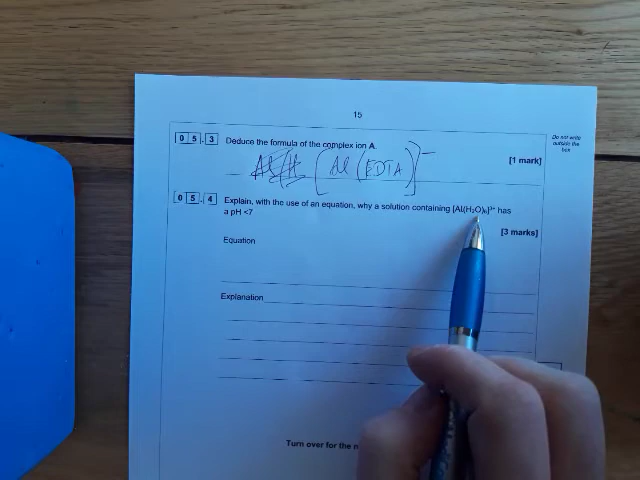 15
Do not write
outside the
box
0 5 . 3 Deduce the formula of the complex ion A.
[1 mark]
[Al(EDTA)]⁻
0 5 . 4 Explain, with the use of an equation, why a solution containing [Al(H₂O)₆]³⁺ has
a pH <7
[3 marks]
Equation
Explanation
Turn over for the